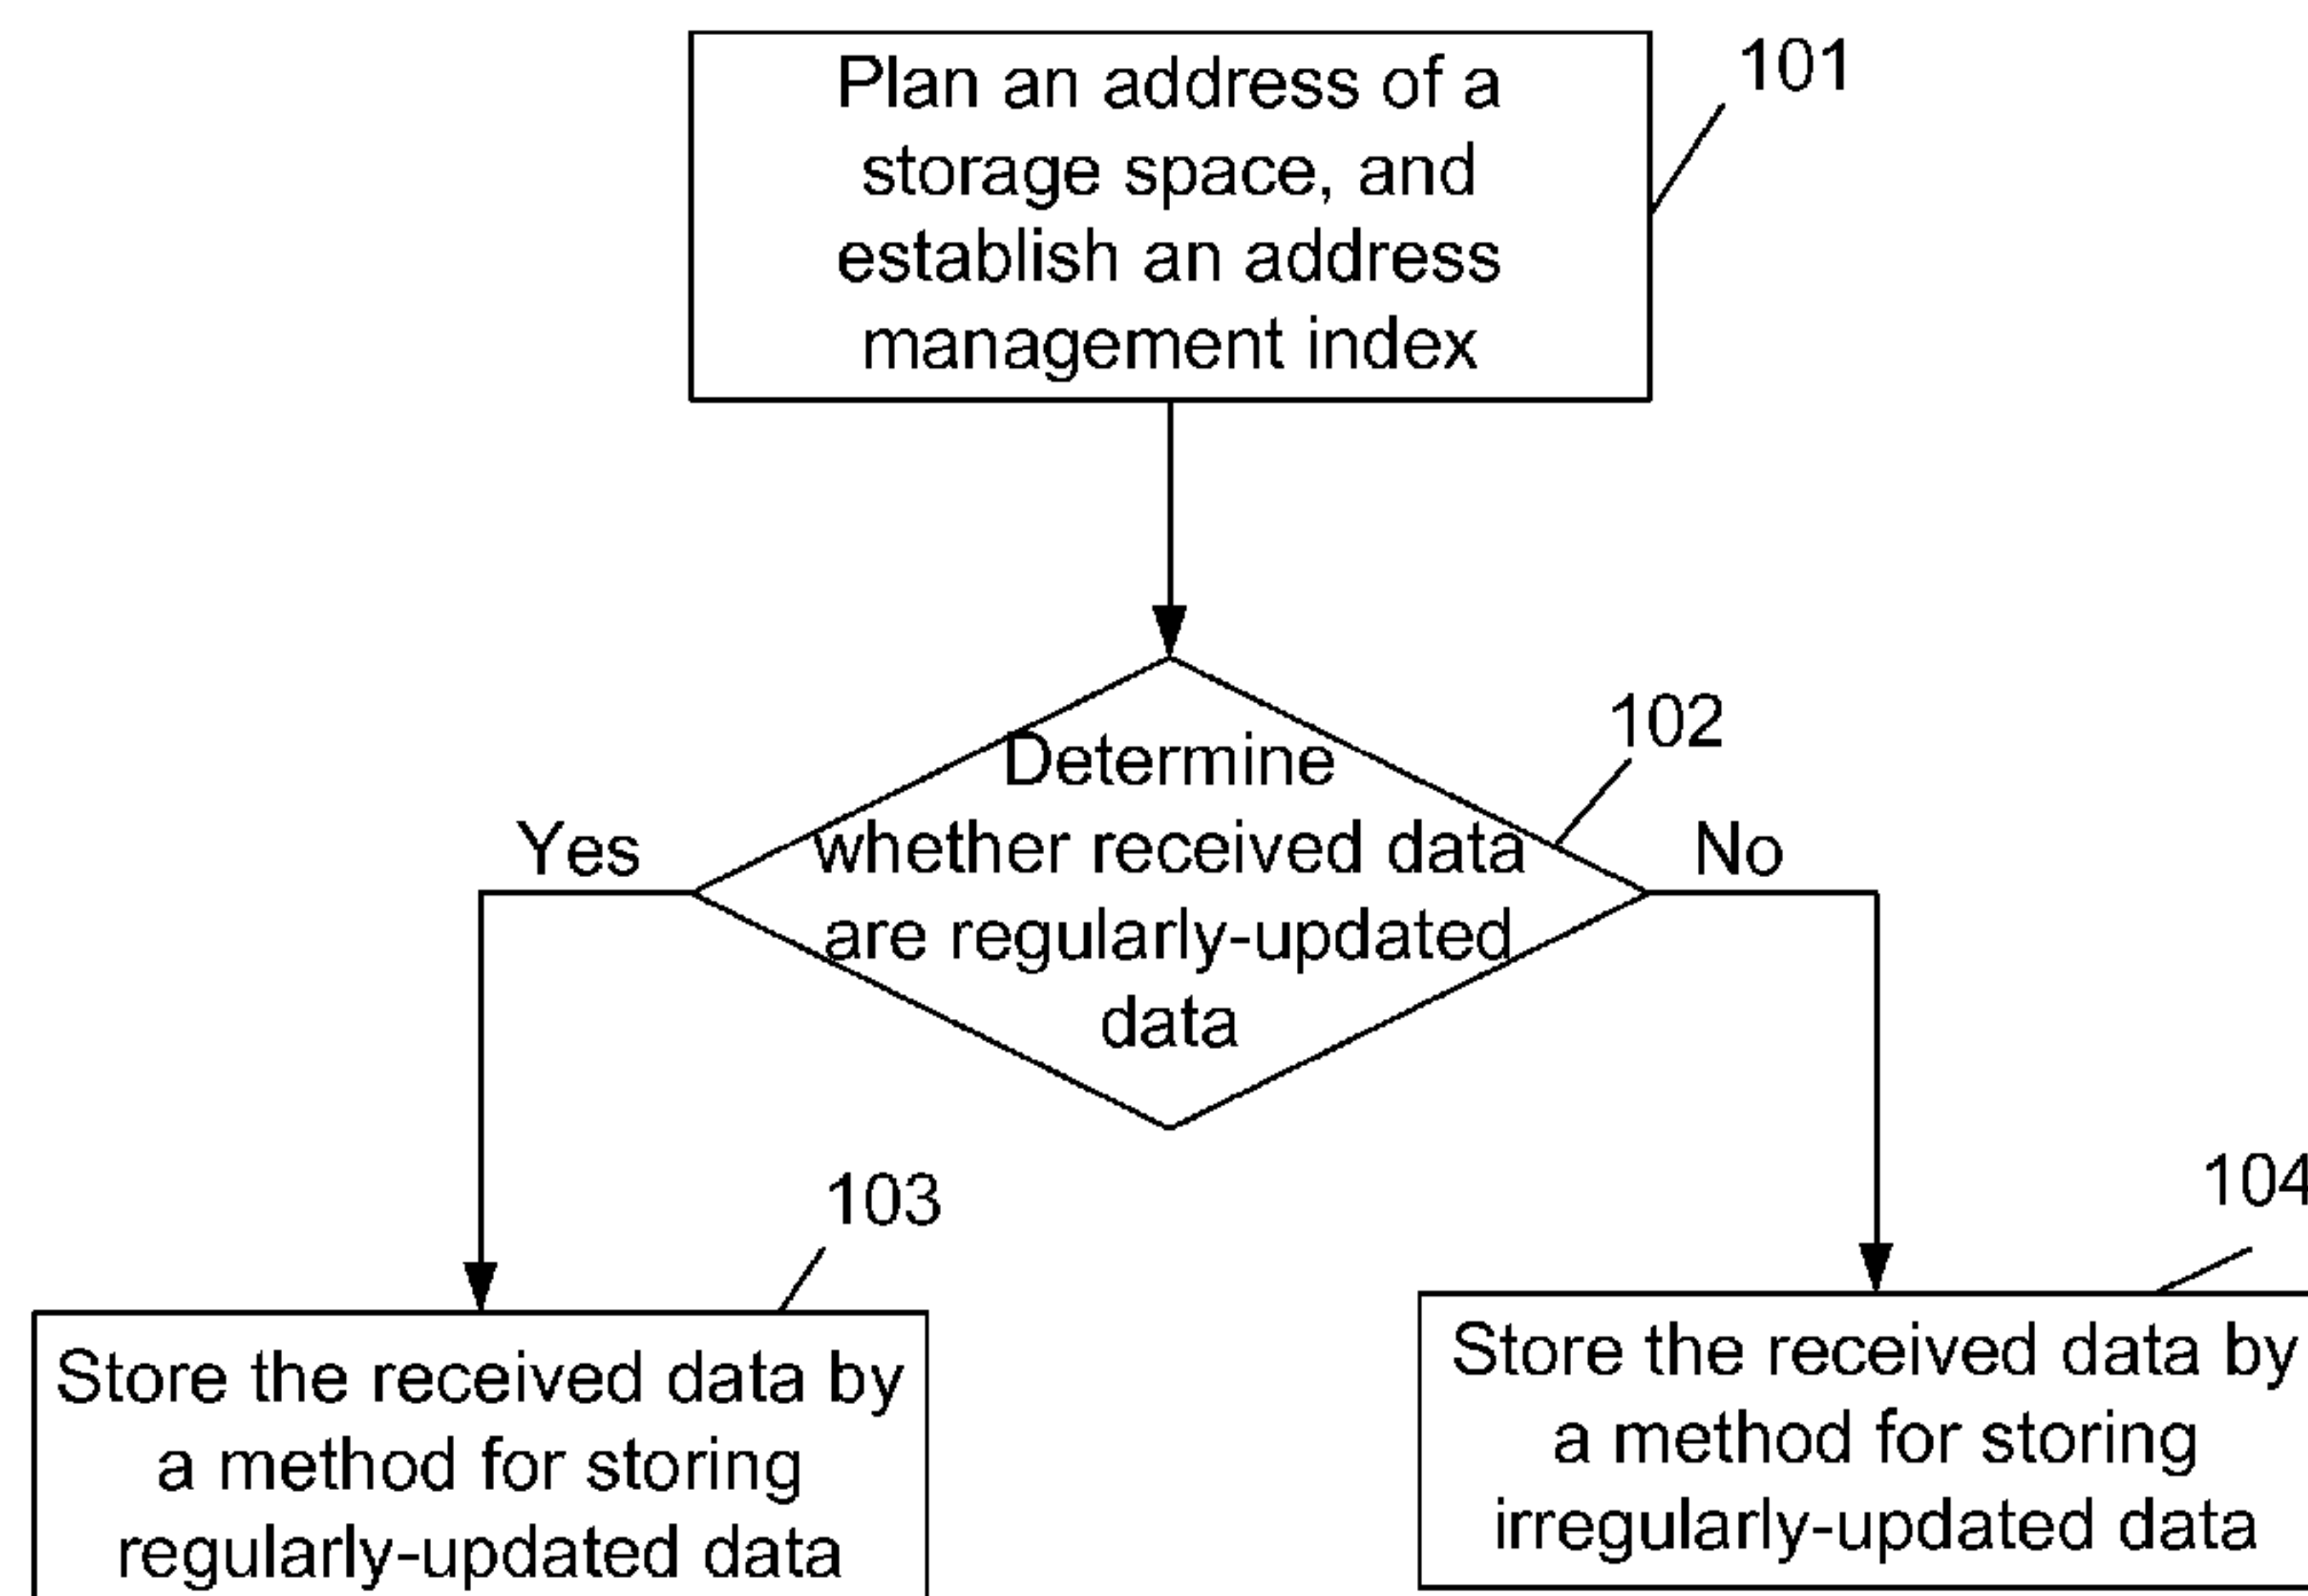 Plan an address of a
storage space, and
establish an address
management index
101
Determine
whether received data
are regularly-updated
data
102
Yes
No
103
104
Store the received data by
a method for storing
regularly-updated data
Store the received data by
a method for storing
irregularly-updated data